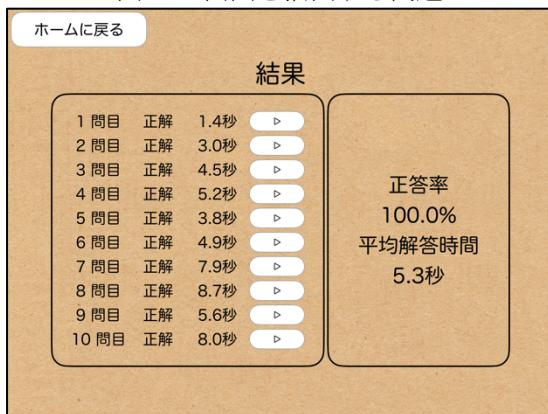 ホームに戻る
結果
1 問目 正解 1.4秒
2 問目 正解 3.0秒
3 問目 正解 4.5秒
4 問目 正解 5.2秒
5 問目 正解 3.8秒
6 問目 正解 4.9秒
7 問目 正解 7.9秒
8 問目 正解 8.7秒
9 問目 正解 5.6秒
10 問目 正解 8.0秒
正答率
100.0%
平均解答時間
5.3秒